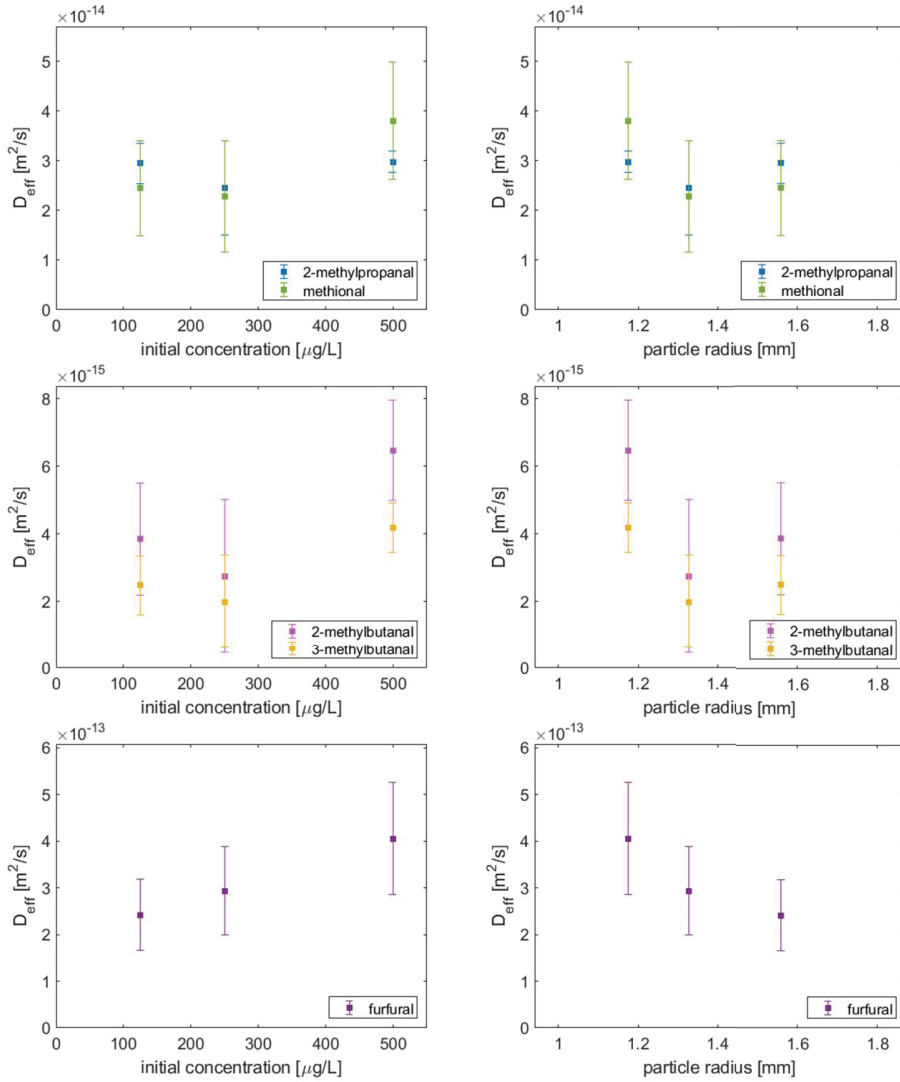 ×10⁻¹⁴
5
4
3
2
1
0
D_eff [m²/s]
2-methylpropanal
methional
0 100 200 300 400 500
initial concentration [μg/L]
×10⁻¹⁴
5
4
3
2
1
0
D_eff [m²/s]
2-methylpropanal
methional
1 1.2 1.4 1.6 1.8
particle radius [mm]
×10⁻¹⁵
8
6
4
2
0
D_eff [m²/s]
2-methylbutanal
3-methylbutanal
0 100 200 300 400 500
initial concentration [μg/L]
×10⁻¹⁵
8
6
4
2
0
D_eff [m²/s]
2-methylbutanal
3-methylbutanal
1 1.2 1.4 1.6 1.8
particle radius [mm]
×10⁻¹³
6
5
4
3
2
1
0
D_eff [m²/s]
furfural
0 100 200 300 400 500
initial concentration [μg/L]
×10⁻¹³
6
5
4
3
2
1
0
D_eff [m²/s]
furfural
1 1.2 1.4 1.6 1.8
particle radius [mm]